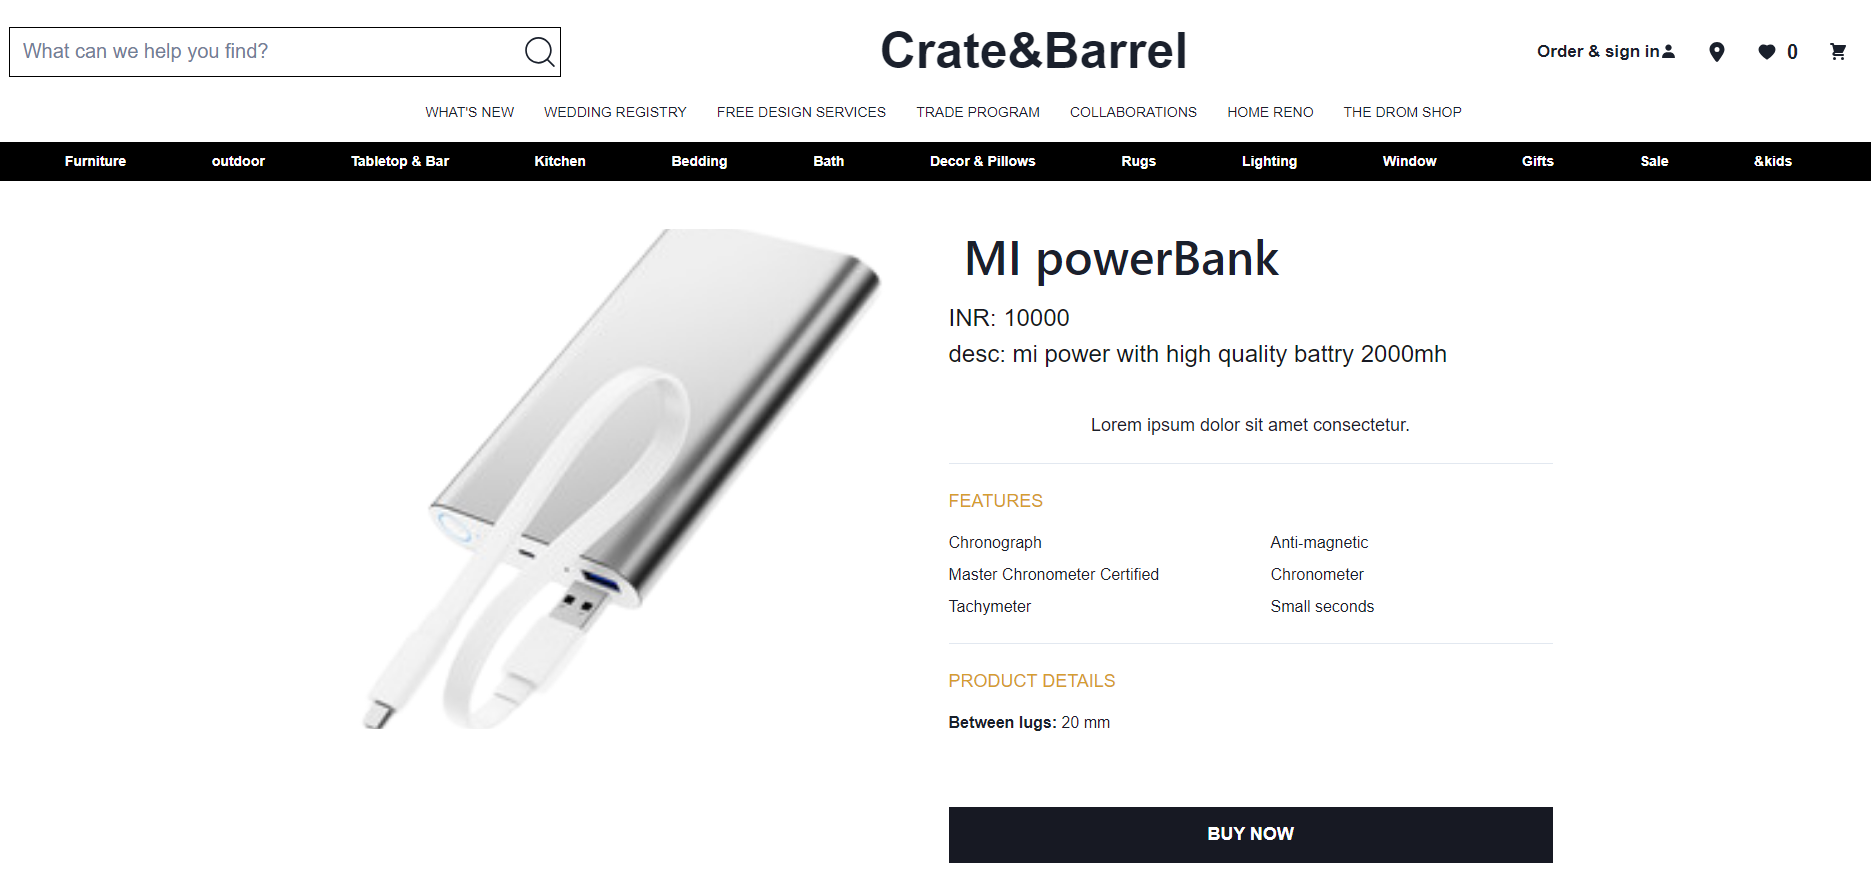 What can we help you find?
Crate&Barrel
Order & sign in
0
WHAT'S NEW WEDDING REGISTRY FREE DESIGN SERVICES TRADE PROGRAM COLLABORATIONS HOME RENO THE DROM SHOP
Furniture outdoor Tabletop & Bar Kitchen Bedding Bath Decor & Pillows Rugs Lighting Window Gifts Sale &kids
MI powerBank
INR: 10000
desc: mi power with high quality battry 2000mh
Lorem ipsum dolor sit amet consectetur.
FEATURES
Chronograph Anti-magnetic
Master Chronometer Certified Chronometer
Tachymeter Small seconds
PRODUCT DETAILS
Between lugs: 20 mm
BUY NOW